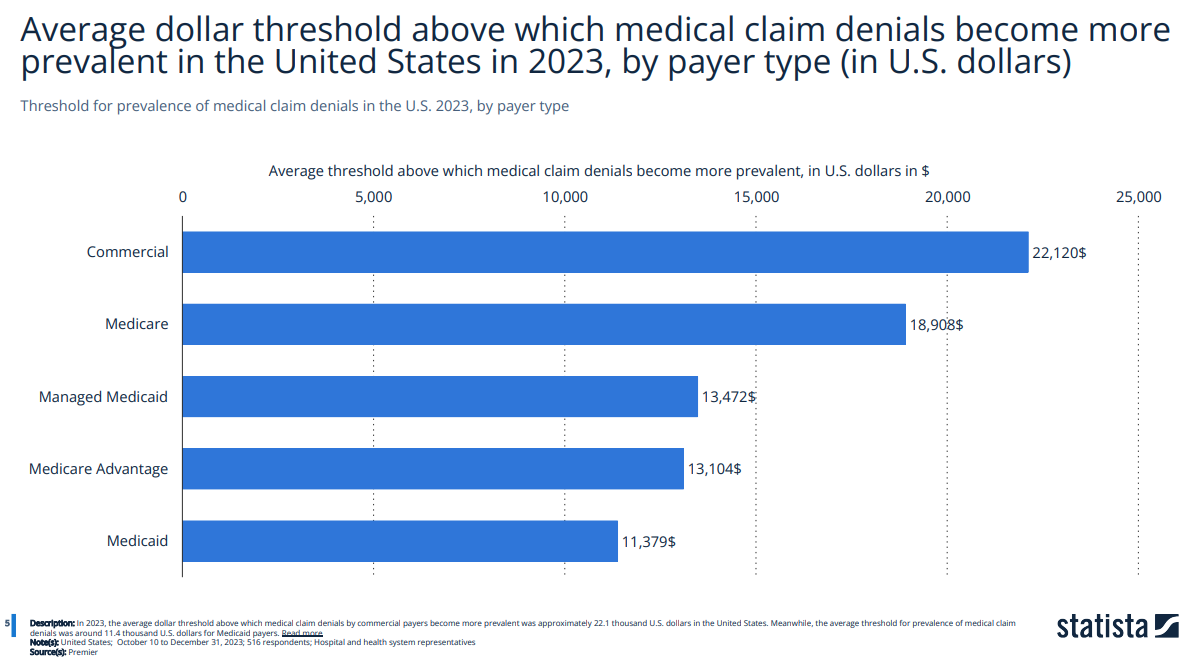 Average dollar threshold above which medical claim denials become more
prevalent in the United States in 2023, by payer type (in U.S. dollars)
Threshold for prevalence of medical claim denials in the U.S. 2023, by payer type
Average threshold above which medical claim denials become more prevalent, in U.S. dollars in $
0 5,000 10,000 15,000 20,000 25,000
Commercial 22,120$
Medicare 18,908$
Managed Medicaid 13,472$
Medicare Advantage 13,104$
Medicaid 11,379$
5
Description: In 2023, the average dollar threshold above which medical claim denials by commercial payers become more prevalent was approximately 22.1 thousand U.S. dollars in the United States. Meanwhile, the average threshold for prevalence of medical claim
denials was around 11.4 thousand U.S. dollars for Medicaid payers. Read more
Note(s): United States; October 10 to December 31, 2023; 516 respondents; Hospital and health system representatives
Source(s): Premier
statista